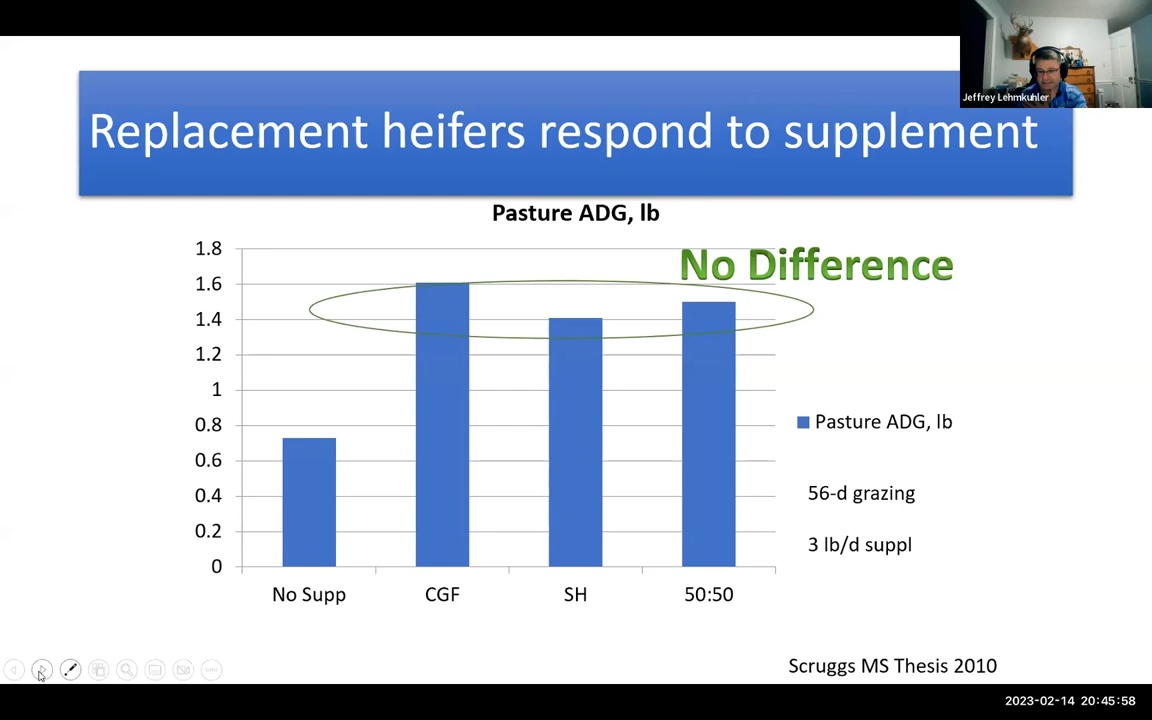 Jeffrey Lehmkuhler
Replacement heifers respond to supplement
Pasture ADG, lb
No Difference
1.8
1.6
1.4
1.2
1
0.8
0.6
0.4
0.2
0
No Supp
CGF
SH
50:50
Pasture ADG, lb
56-d grazing
3 lb/d suppl
Scruggs MS Thesis 2010
2023-02-14 20:45:58